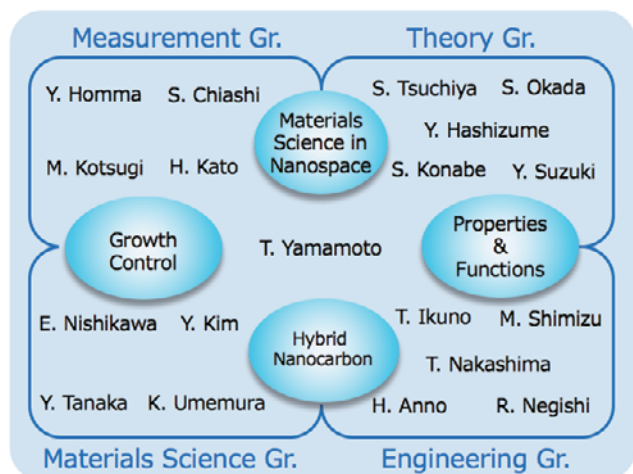 Measurement Gr.
Theory Gr.
Y. Homma
S. Chiashi
S. Tsuchiya
S. Okada
Materials
Science in
Nanospace
Y. Hashizume
M. Kotsugi
H. Kato
S. Konabe
Y. Suzuki
Growth
Control
T. Yamamoto
Properties
&
Functions
E. Nishikawa
Y. Kim
Hybrid
Nanocarbon
T. Ikuno
M. Shimizu
T. Nakashima
Y. Tanaka
K. Umemura
H. Anno
R. Negishi
Materials Science Gr.
Engineering Gr.